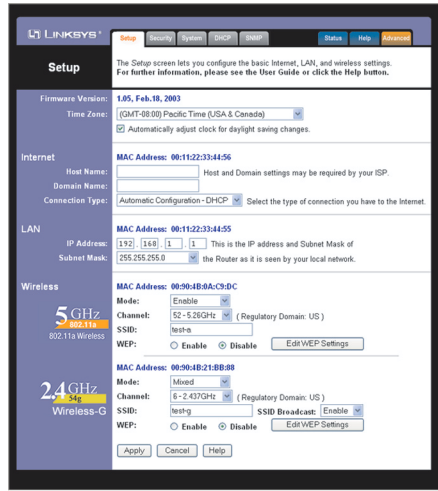 LINKSYS®
Setup Security System DHCP SNMP Status Help Advanced
Setup
The Setup screen lets you configure the basic Internet, LAN, and wireless settings.
For further information, please see the User Guide or click the Help button.
Firmware Version: 1.05, Feb.18, 2003
Time Zone: (GMT-08:00) Pacific Time (USA & Canada)
Automatically adjust clock for daylight saving changes.
Internet MAC Address: 00:11:22:33:44:56
Host Name: Host and Domain settings may be required by your ISP.
Domain Name:
Connection Type: Automatic Configuration - DHCP Select the type of connection you have to the Internet.
LAN MAC Address: 00:11:22:33:44:55
IP Address: 192 . 168 . 1 . 1 This is the IP address and Subnet Mask of
Subnet Mask: 255.255.255.0 the Router as it is seen by your local network.
Wireless MAC Address: 00:90:4B:0A:C9:DC
Mode: Enable
5 GHz Channel: 52 - 5.26GHz ( Regulatory Domain: US )
802.11a SSID: test-a
802.11a Wireless WEP: Enable Disable Edit WEP Settings
MAC Address: 00:90:4B:21:BB:88
Mode: Mixed
2.4 GHz Channel: 6 - 2.437GHz ( Regulatory Domain: US )
54g
Wireless-G SSID: test-g SSID Broadcast: Enable
WEP: Enable Disable Edit WEP Settings
Apply Cancel Help